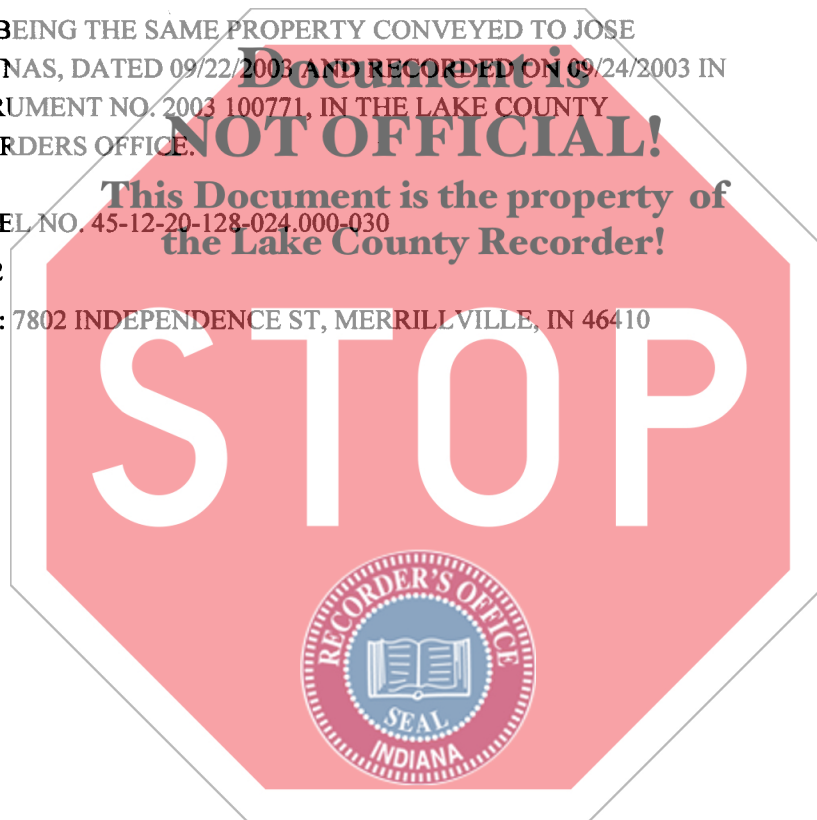 BEING THE SAME PROPERTY CONVEYED TO JOSE
NAS, DATED 09/22/2003 AND RECORDED ON 09/24/2003 IN
RUMENT NO. 2003 100771, IN THE LAKE COUNTY
RDERS OFFICE.
EL NO. 45-12-20-128-024.000-030
2
: 7802 INDEPENDENCE ST, MERRILLVILLE, IN 46410
Document is
NOT OFFICIAL!
This Document is the property of
the Lake County Recorder!
STOP
RECORDER'S OFFICE
SEAL
INDIANA